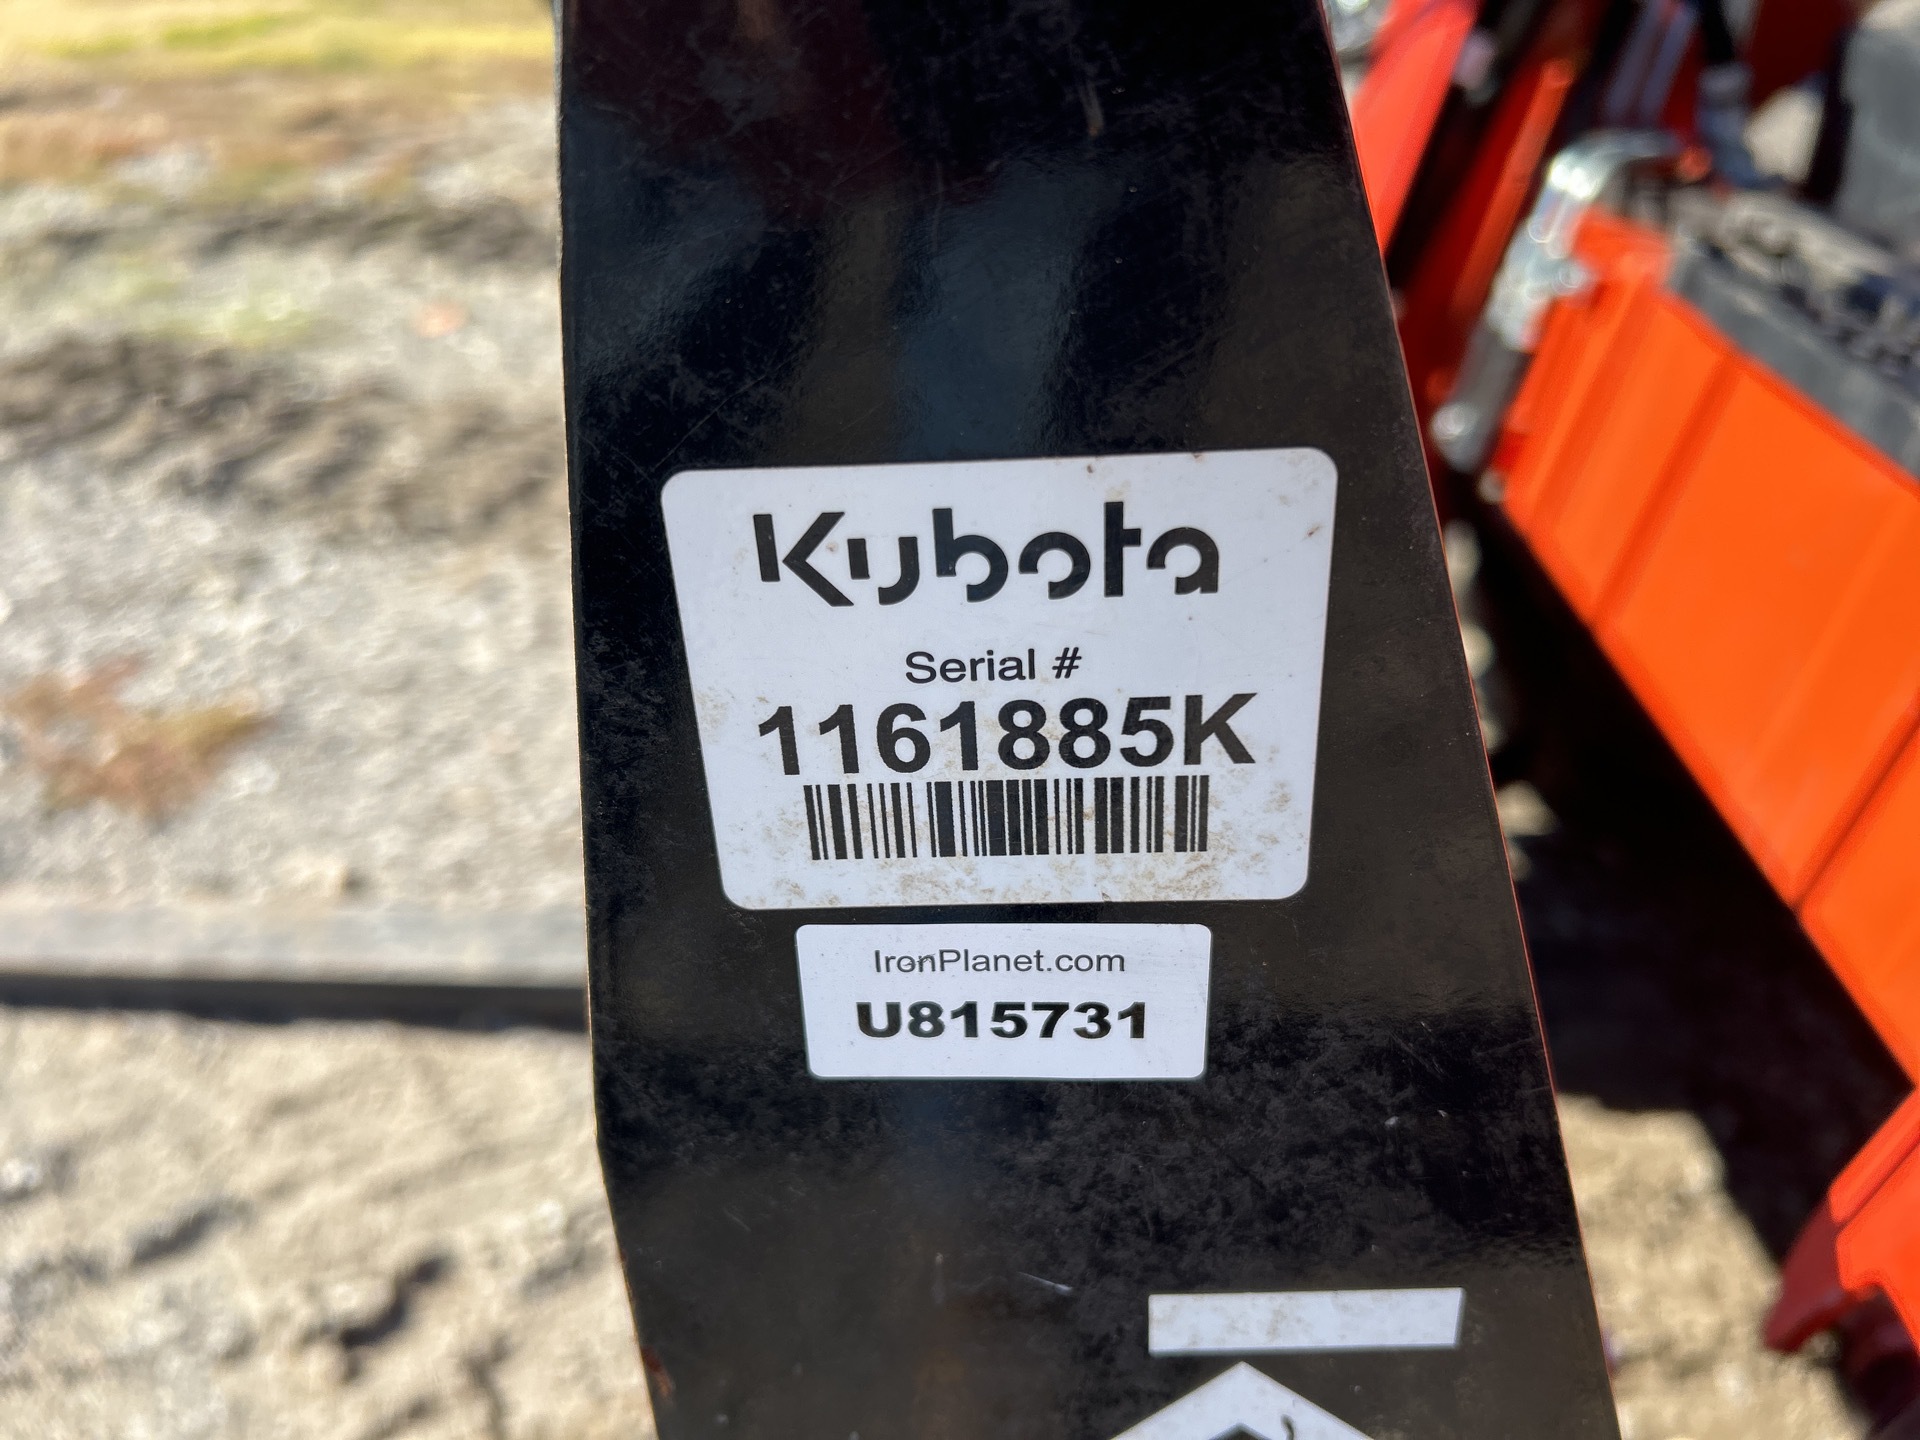 Kubota
Serial #
1161885K
IronPlanet.com
U815731